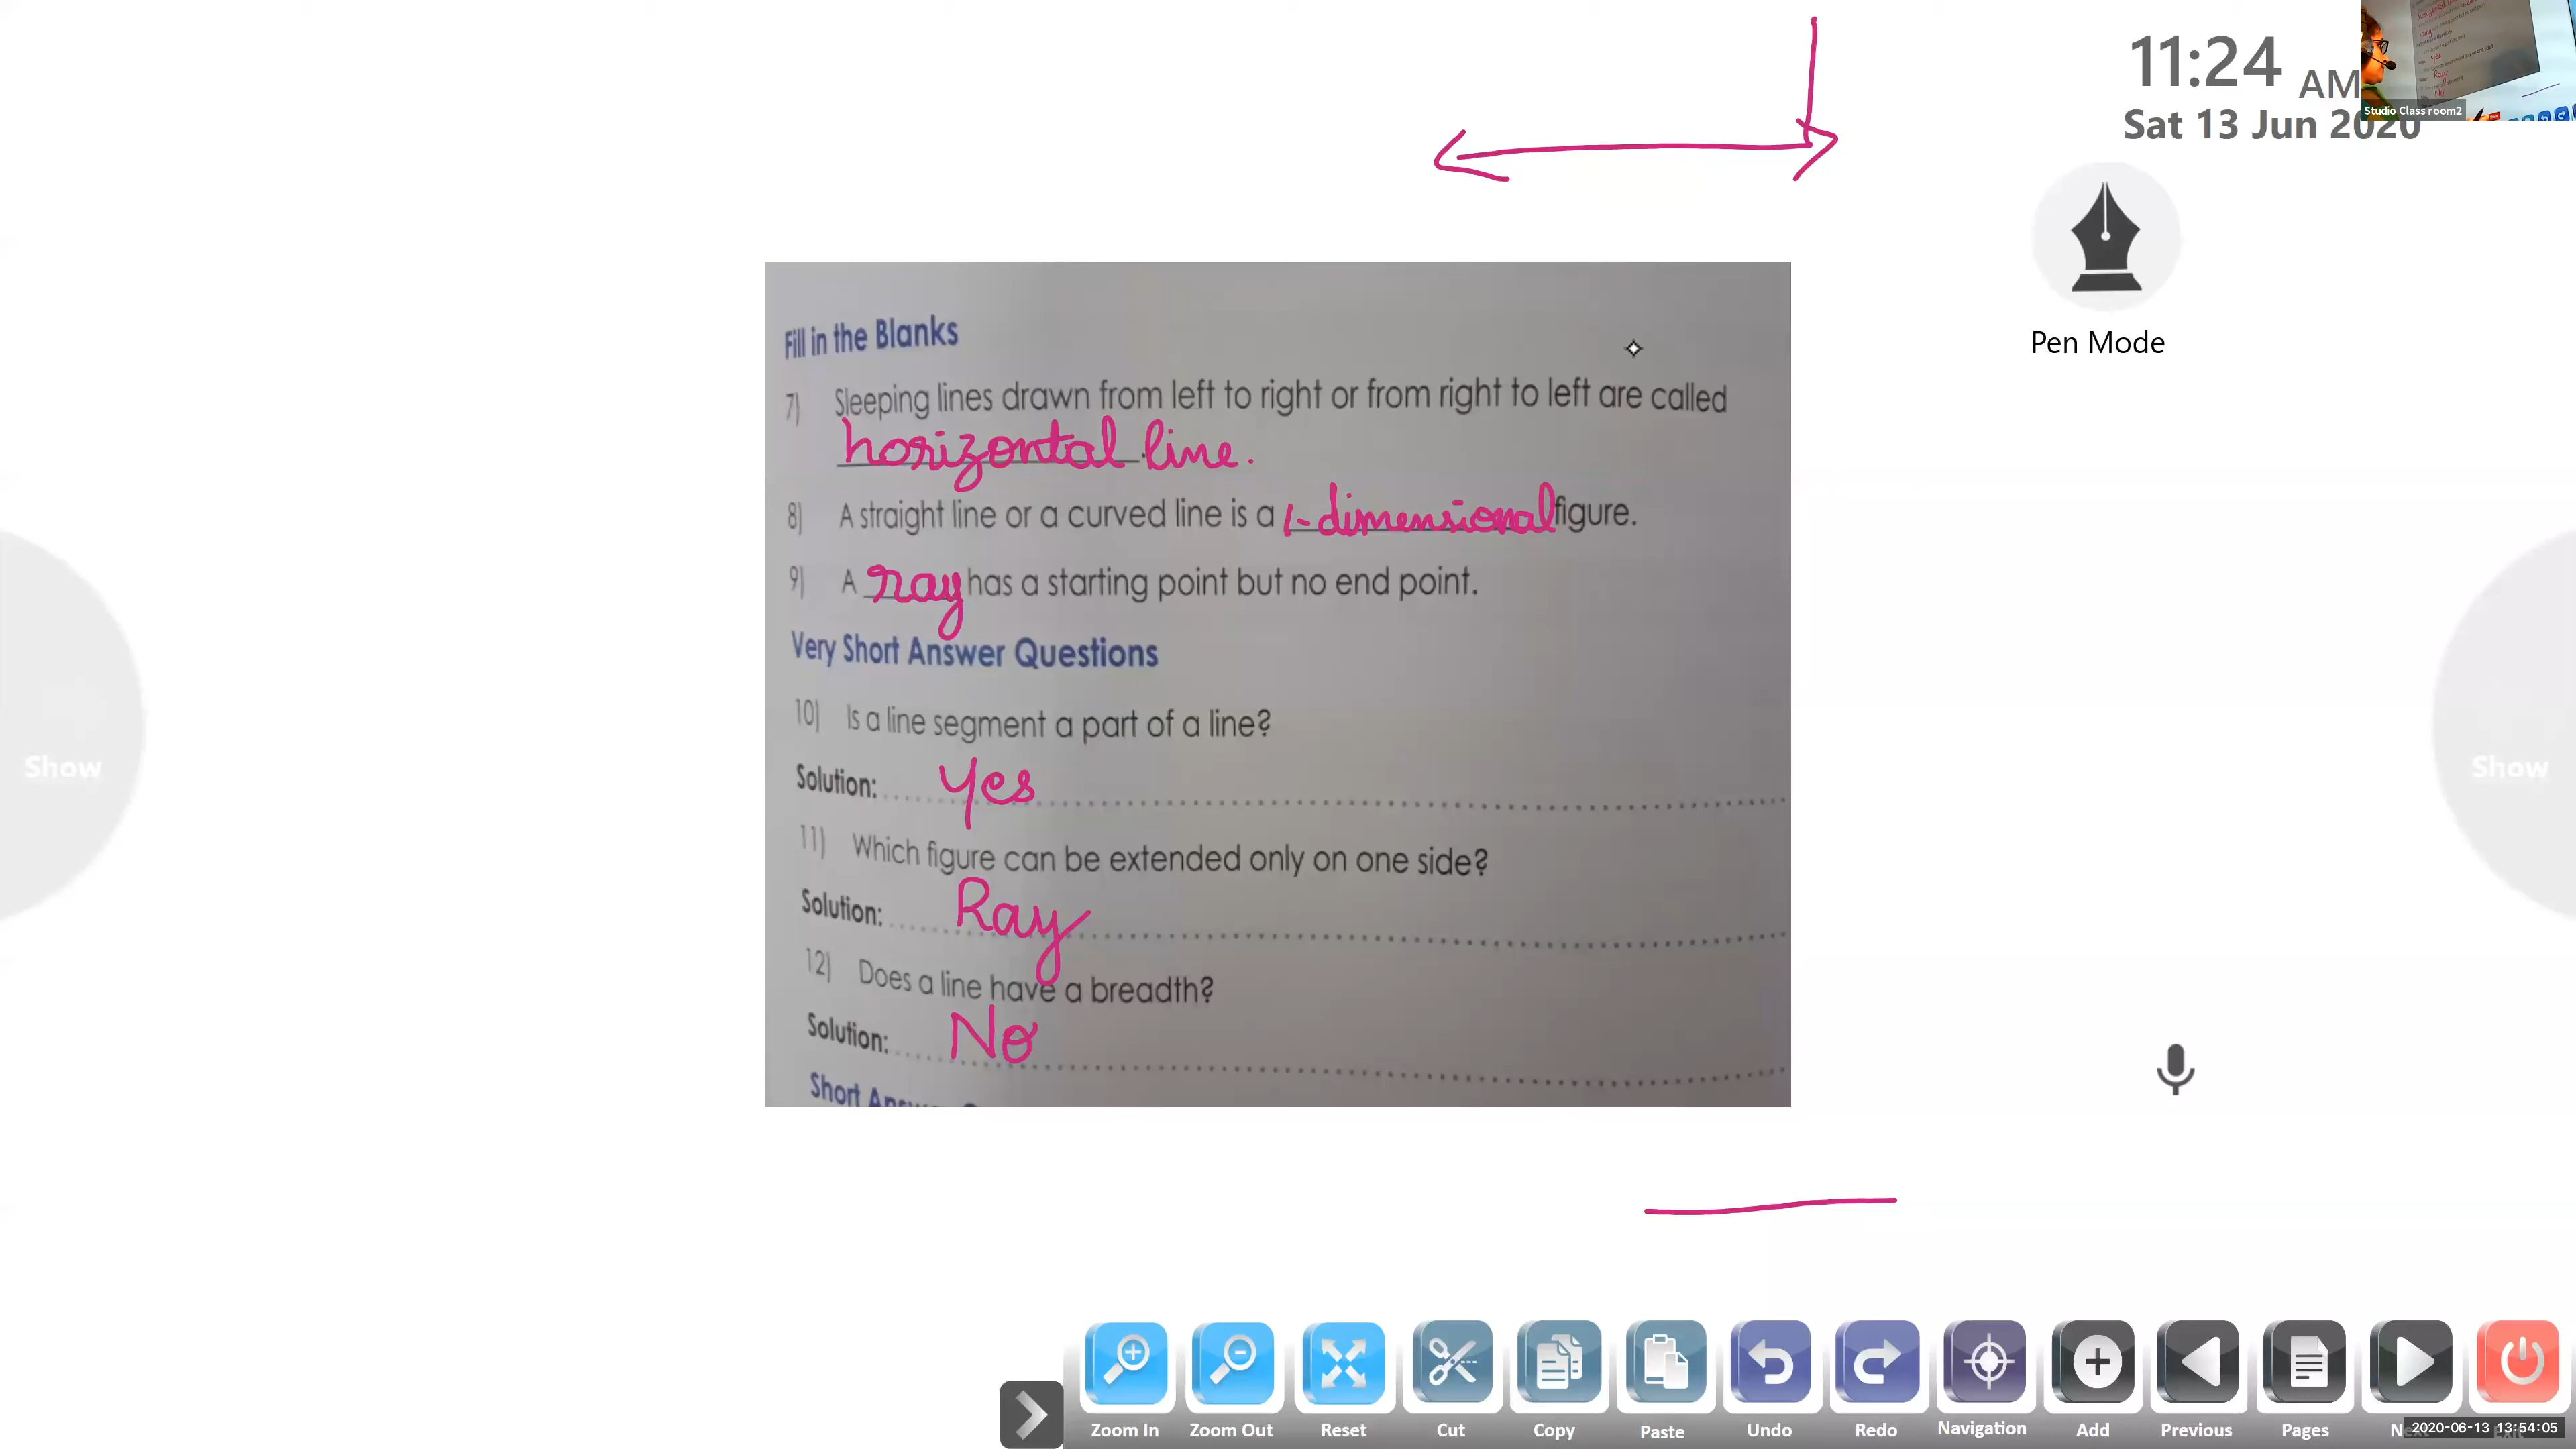 11:24 AM
Sat 13 Jun 2020
Studio Class room2
Pen Mode
Fill in the Blanks
7) Sleeping lines drawn from left to right or from right to left are called
horizontal line.
8) A straight line or a curved line is a 1-dimensional figure.
9) A ray has a starting point but no end point.
Very Short Answer Questions
10) Is a line segment a part of a line?
Solution: Yes
11) Which figure can be extended only on one side?
Solution: Ray
12) Does a line have a breadth?
Solution: No
Short
Show
Show
Zoom In Zoom Out Reset Cut Copy Paste Undo Redo Navigation Add Previous Pages
2020-06-13 13:54:05